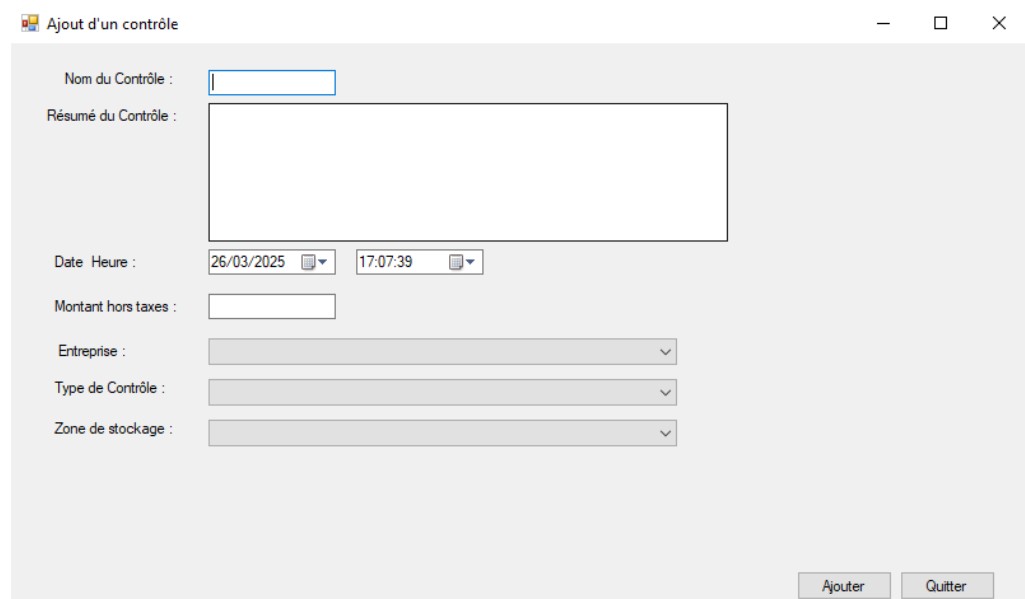 Ajout d'un contrôle
Nom du Contrôle :
Résumé du Contrôle :
Date Heure : 26/03/2025 17:07:39
Montant hors taxes :
Entreprise :
Type de Contrôle :
Zone de stockage :
Ajouter Quitter